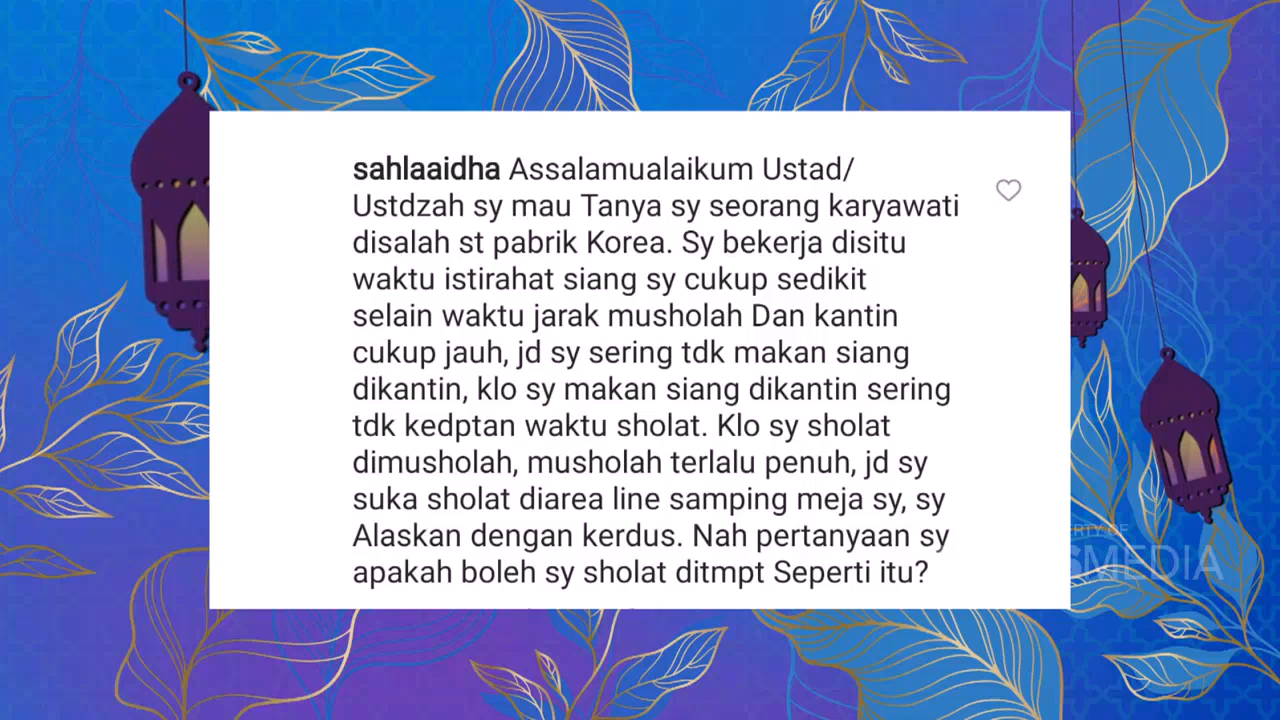 sahlaaidha Assalamualaikum Ustad/
Ustdzah sy mau Tanya sy seorang karyawati
disalah st pabrik Korea. Sy bekerja disitu
waktu istirahat siang sy cukup sedikit
selain waktu jarak musholah Dan kantin
cukup jauh, jd sy sering tdk makan siang
dikantin, klo sy makan siang dikantin sering
tdk kedptan waktu sholat. Klo sy sholat
dimusholah, musholah terlalu penuh, jd sy
suka sholat diarea line samping meja sy, sy
Alaskan dengan kerdus. Nah pertanyaan sy
apakah boleh sy sholat ditmpt Seperti itu?